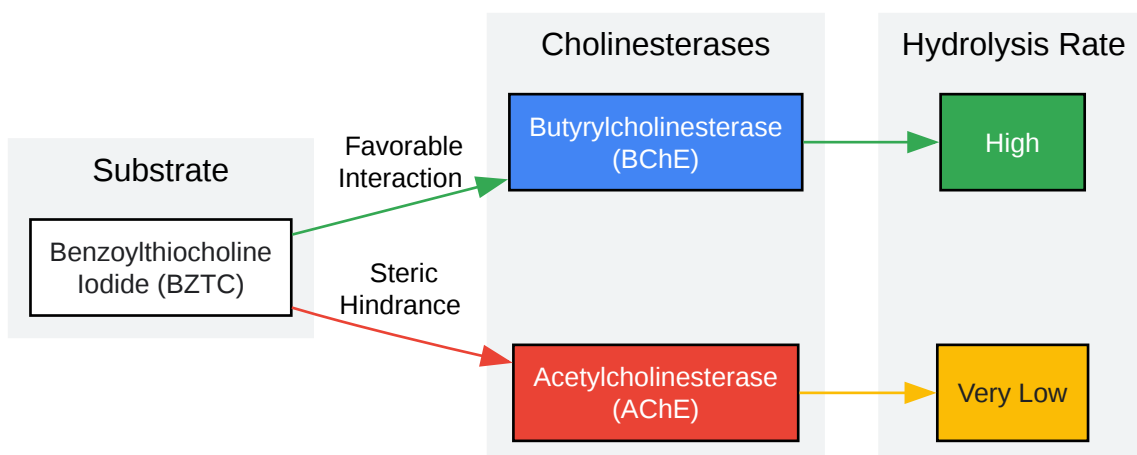 Substrate
Benzoylthiocholine
Iodide (BZTC)
Favorable
Interaction
Steric
Hindrance
Cholinesterases
Butyrylcholinesterase
(BChE)
Acetylcholinesterase
(AChE)
Hydrolysis Rate
High
Very Low